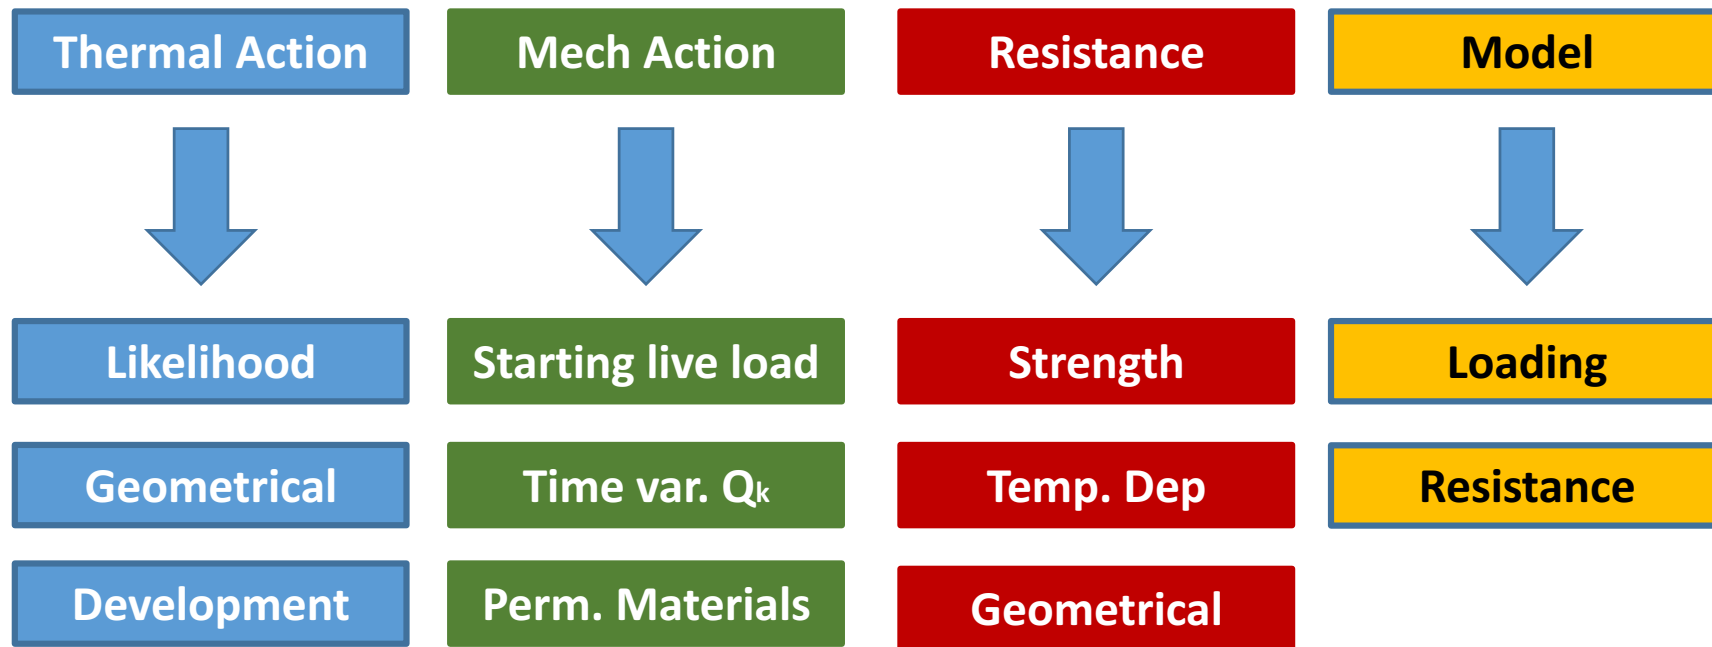 Thermal Action
Mech Action
Resistance
Model
Likelihood
Starting live load
Strength
Loading
Geometrical
Time var. Qk
Temp. Dep
Resistance
Development
Perm. Materials
Geometrical